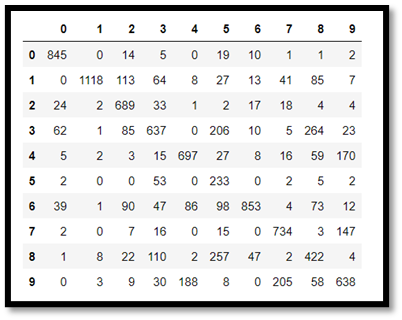 0 1 2 3 4 5 6 7 8 9
0 845 0 14 5 0 19 10 1 1 2
1 0 1118 113 64 8 27 13 41 85 7
2 24 2 689 33 1 2 17 18 4 4
3 62 1 85 637 0 206 10 5 264 23
4 5 2 3 15 697 27 8 16 59 170
5 2 0 0 53 0 233 0 2 5 2
6 39 1 90 47 86 98 853 4 73 12
7 2 0 7 16 0 15 0 734 3 147
8 1 8 22 110 2 257 47 2 422 4
9 0 3 9 30 188 8 0 205 58 638